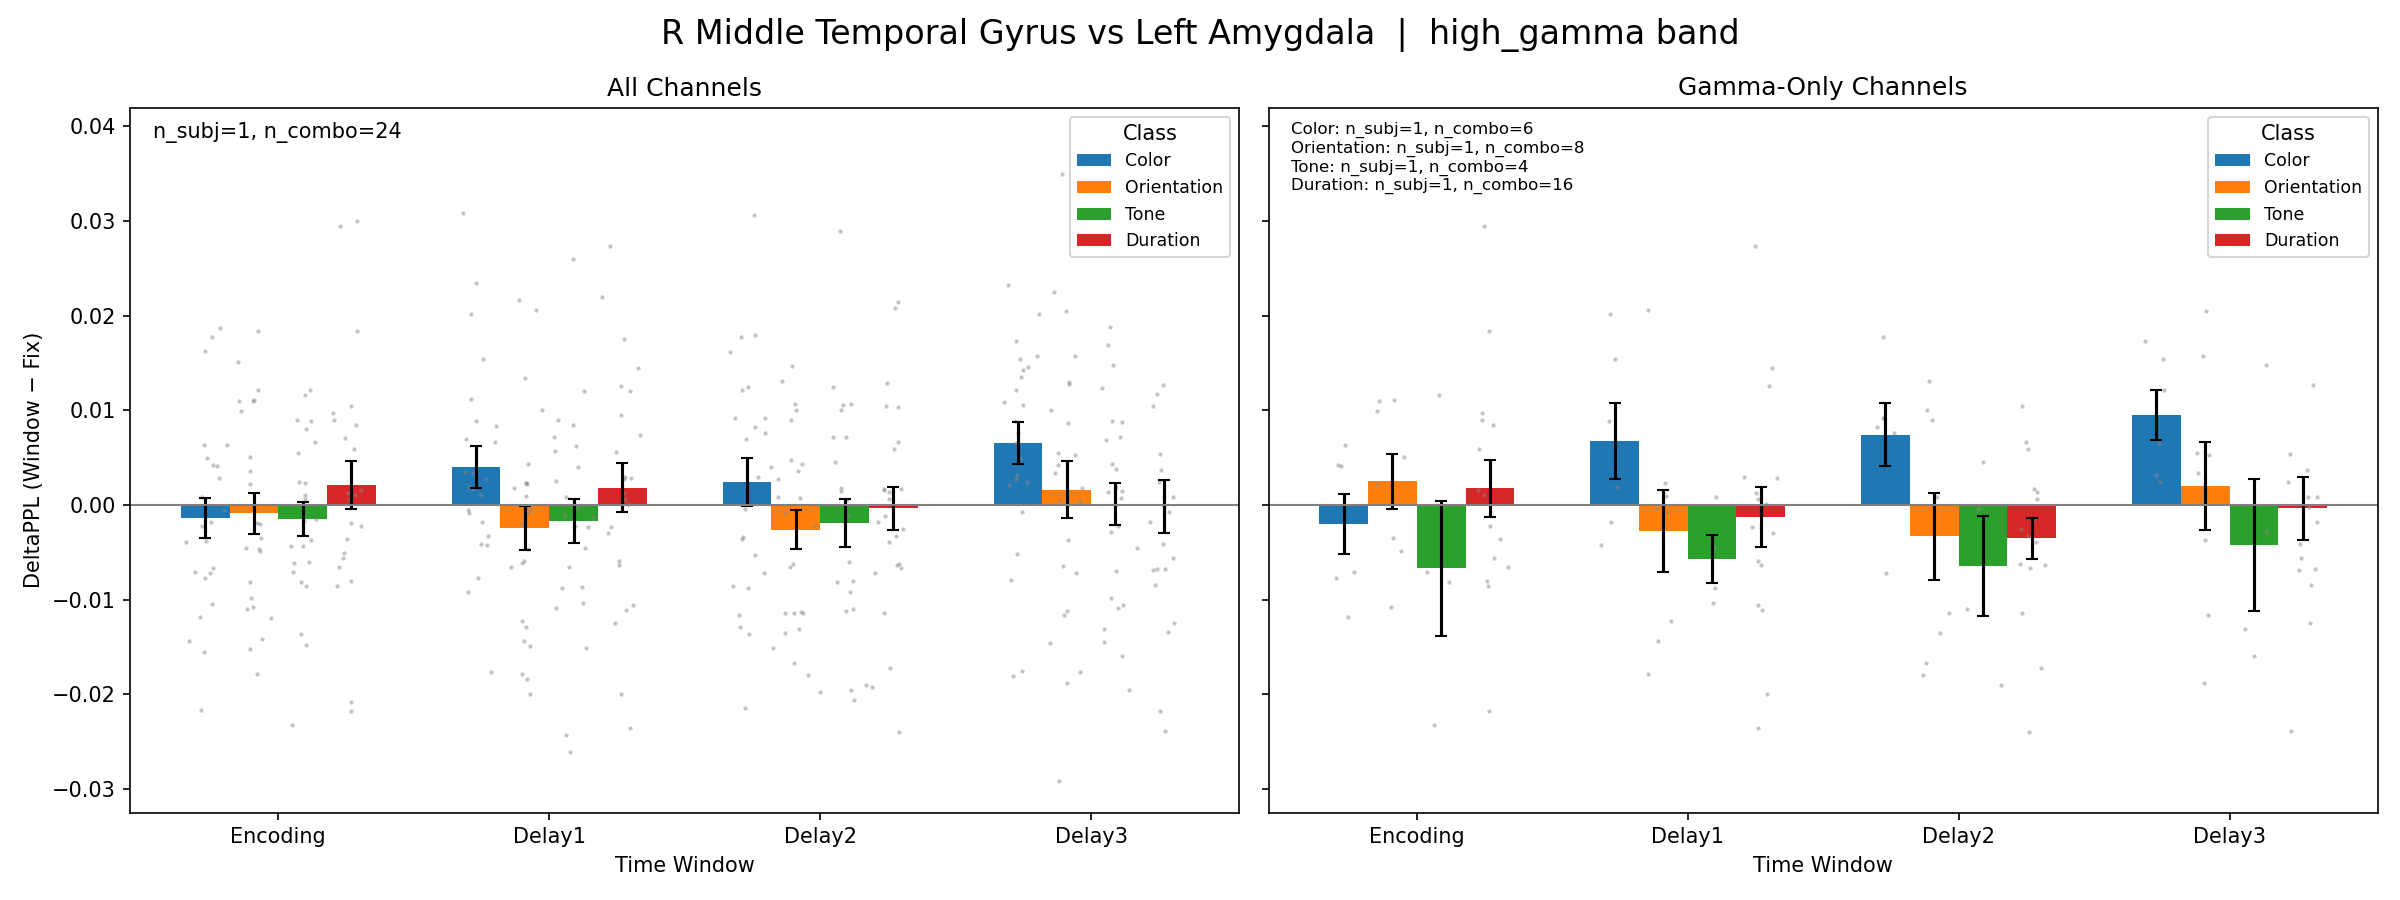 R Middle Temporal Gyrus vs Left Amygdala | high_gamma band
All Channels
n_subj=1, n_combo=24
Class
Color
Orientation
Tone
Duration
DeltaPPL (Window − Fix)
0.04
0.03
0.02
0.01
0.00
−0.01
−0.02
−0.03
Encoding
Delay1
Delay2
Delay3
Time Window
Gamma-Only Channels
Color: n_subj=1, n_combo=6
Orientation: n_subj=1, n_combo=8
Tone: n_subj=1, n_combo=4
Duration: n_subj=1, n_combo=16
Class
Color
Orientation
Tone
Duration
Encoding
Delay1
Delay2
Delay3
Time Window